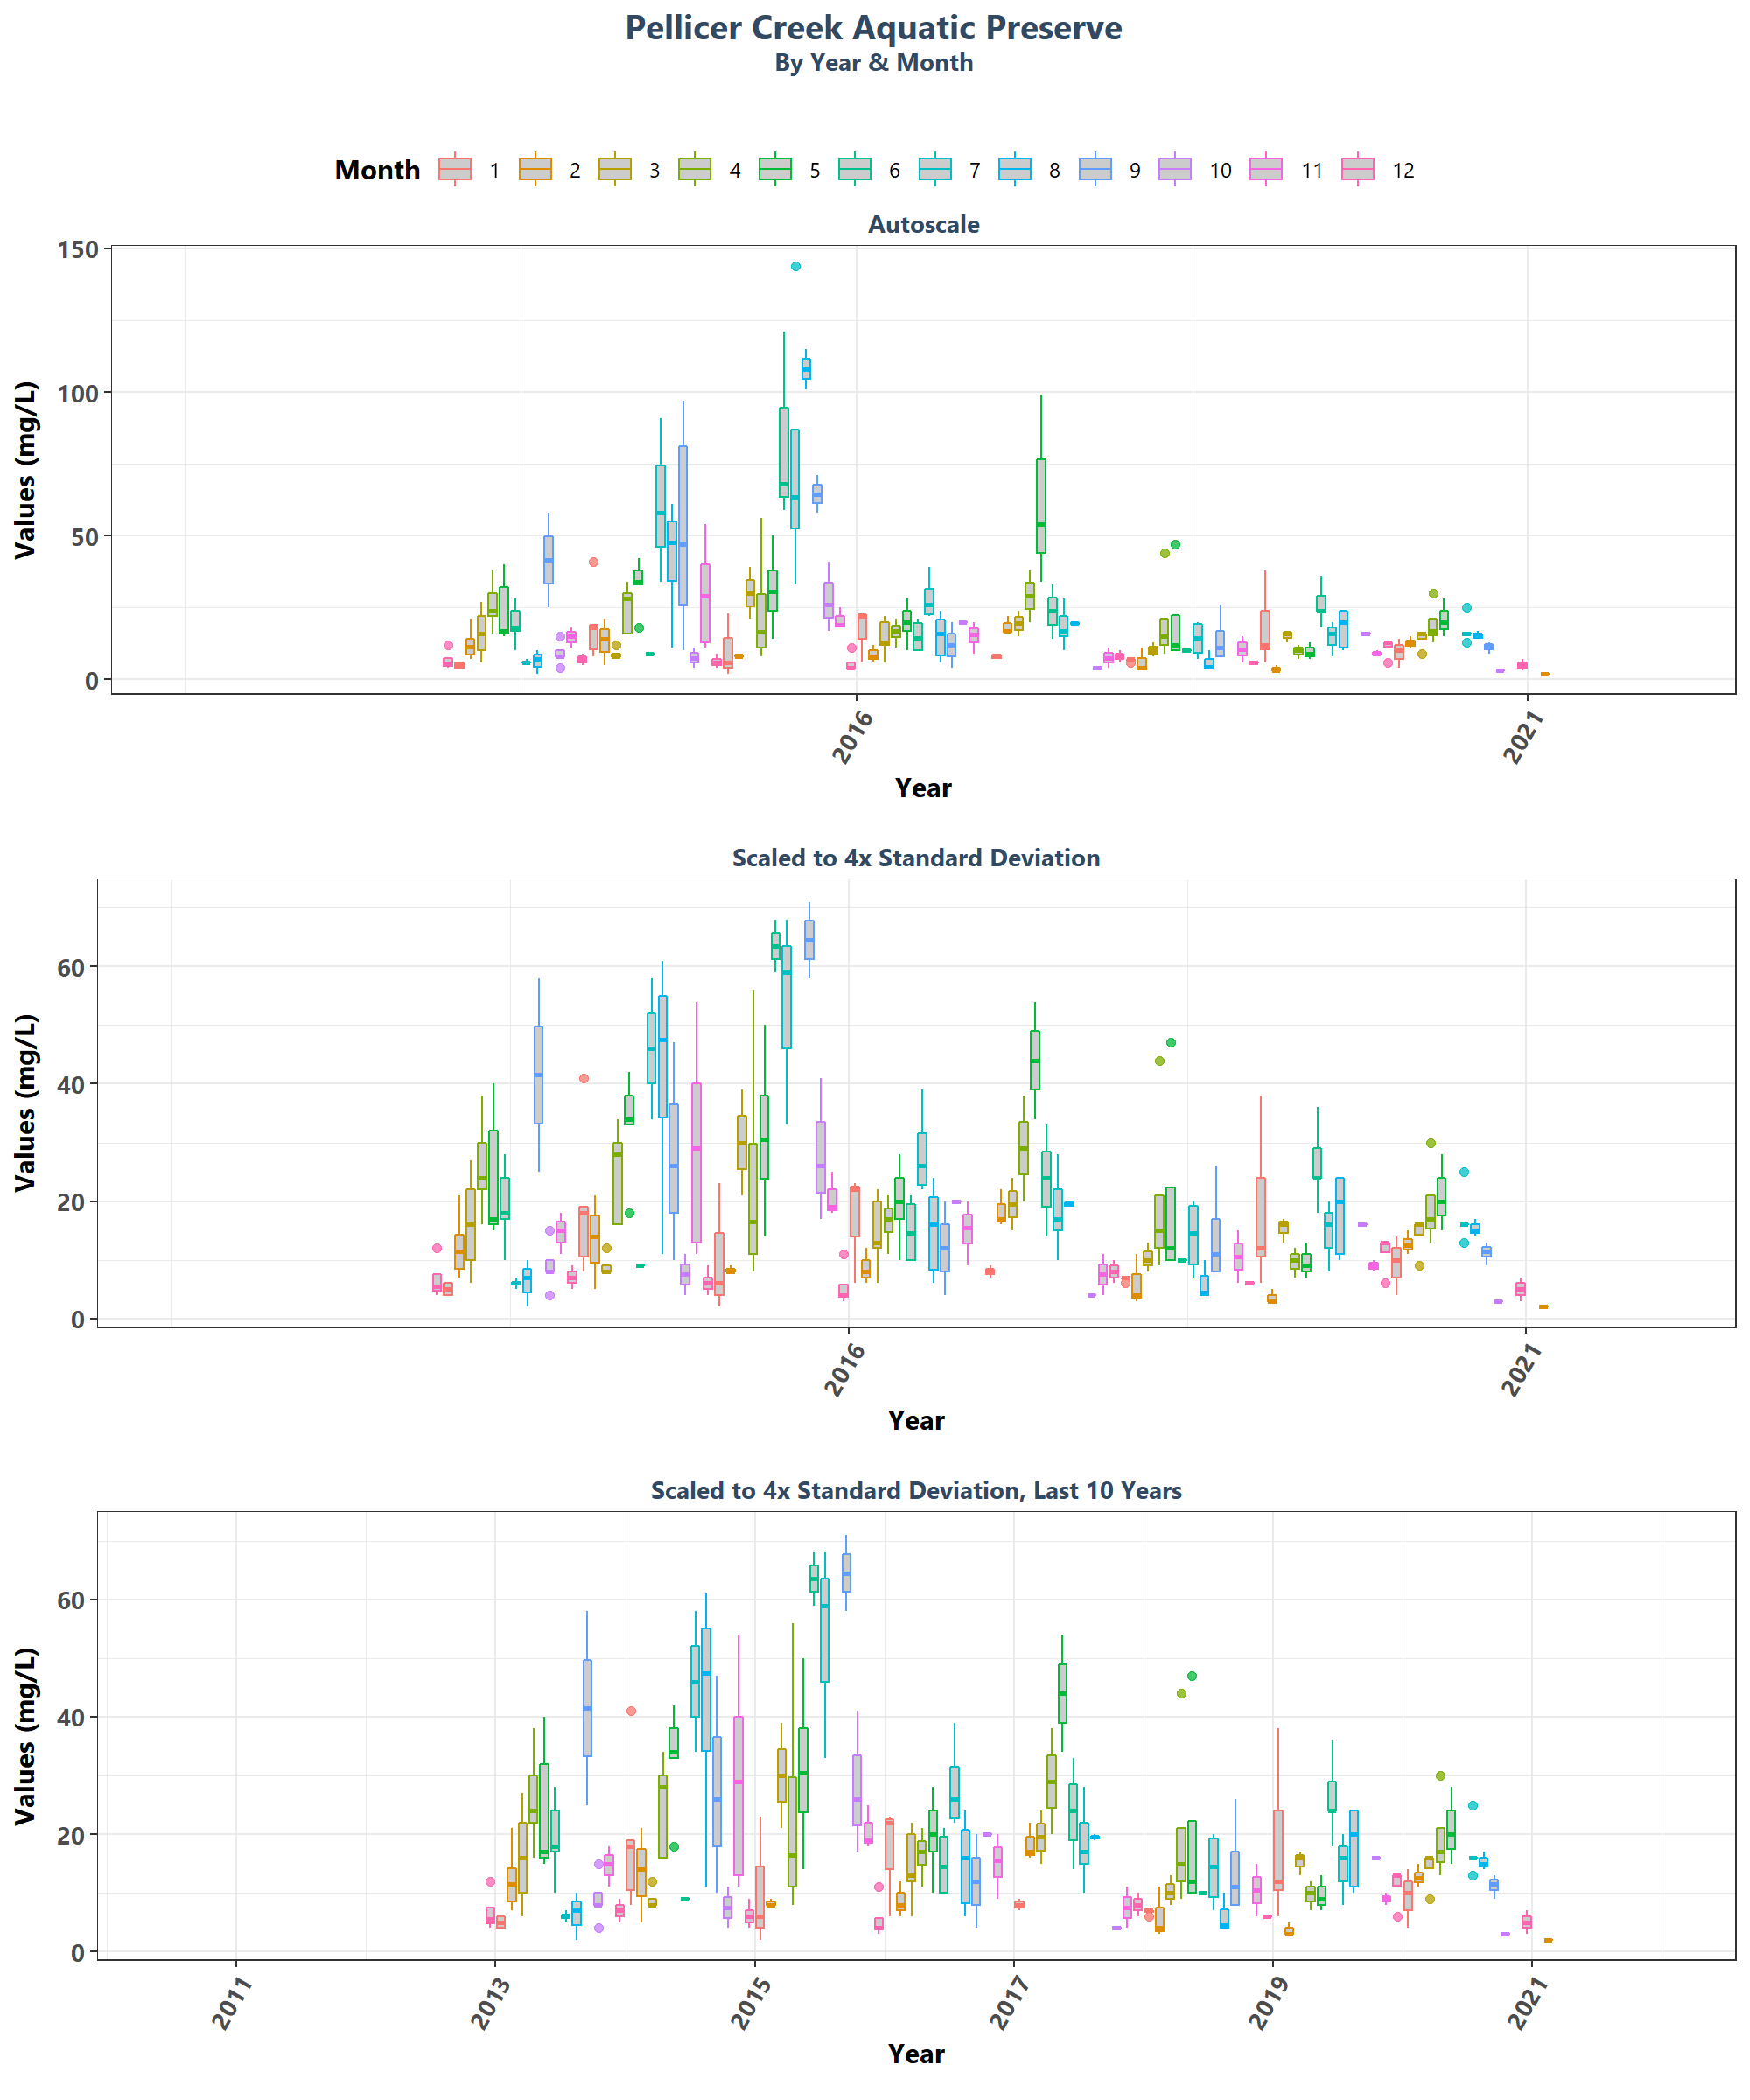 Pellicer Creek Aquatic Preserve
By Year & Month
Month 1 2 3 4 5 6 7 8 9 10 11 12
Autoscale
Values (mg/L)
150
100
50
0
2016 2021
Year
Scaled to 4x Standard Deviation
Values (mg/L)
60
40
20
0
2016 2021
Year
Scaled to 4x Standard Deviation, Last 10 Years
Values (mg/L)
60
40
20
0
2011 2013 2015 2017 2019 2021
Year